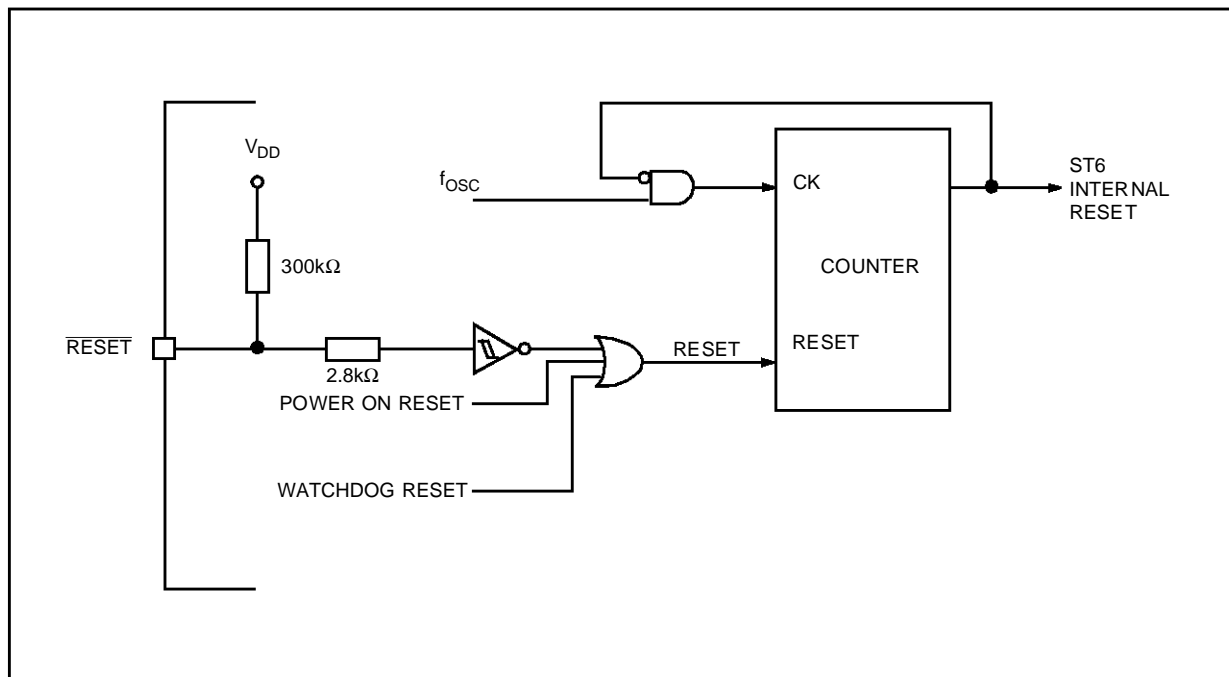 V_DD
f_OSC
CK
ST6
INTERNAL
RESET
300kΩ
COUNTER
RESET
RESET
RESET
2.8kΩ
POWER ON RESET
WATCHDOG RESET